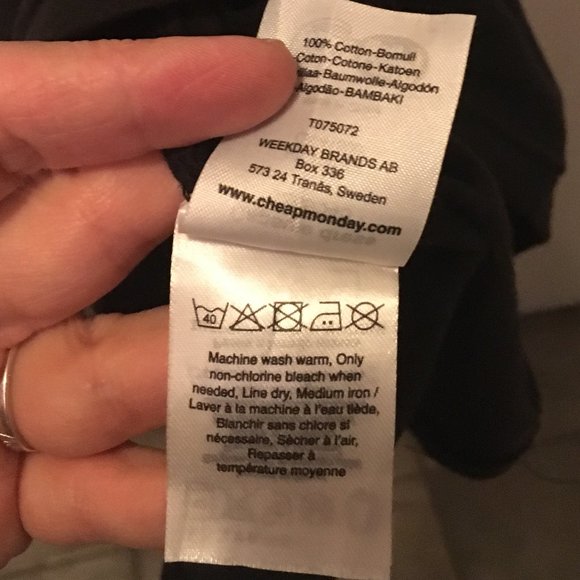 100% Cotton-Bomull
Coton-Cotone-Katoen
-Baumwolle-Algodón
Algodão-BAMBAKI
T075072
WEEKDAY BRANDS AB
Box 336
573 24 Tranås, Sweden
www.cheapmonday.com
40
Machine wash warm, Only
non-chlorine bleach when
needed, Line dry, Medium iron /
Laver à la machine à l'eau tiède,
Blanchir sans chlore si
nécessaire, Sècher à l'air,
Repasser à
température moyenne